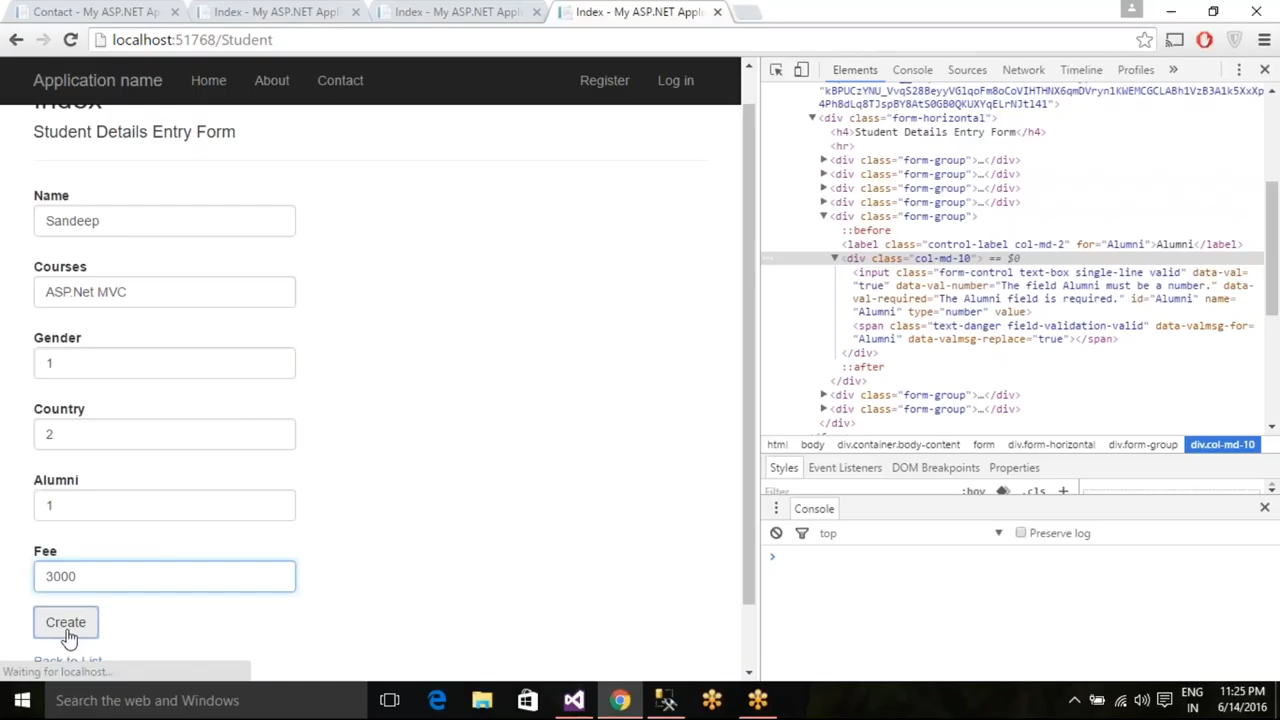 Contact - My ASP.NET Ap
Index - My ASP.NET Appli
Index - My ASP.NET Appli
Index - My ASP.NET Appli
localhost:51768/Student
Application name Home About Contact Register Log in
Index
Student Details Entry Form
Name
Sandeep
Courses
ASP.Net MVC
Gender
1
Country
2
Alumni
1
Fee
3000
Create
Back to List
Waiting for localhost...
Elements Console Sources Network Timeline Profiles »
<div class="form-horizontal">
<h4>Student Details Entry Form</h4>
<hr>
<div class="form-group">…</div>
<div class="form-group">…</div>
<div class="form-group">…</div>
<div class="form-group">…</div>
<div class="form-group">
::before
<label class="control-label col-md-2" for="Alumni">Alumni</label>
<div class="col-md-10"> == $0
<input class="form-control text-box single-line valid" data-val=
"true" data-val-number="The field Alumni must be a number." data-
val-required="The Alumni field is required." id="Alumni" name=
"Alumni" type="number" value>
<span class="text-danger field-validation-valid" data-valmsg-for=
"Alumni" data-valmsg-replace="true"></span>
</div>
::after
</div>
<div class="form-group">…</div>
<div class="form-group">…</div>
</div>
html body div.container.body-content form div.form-horizontal div.form-group div.col-md-10
Styles Event Listeners DOM Breakpoints Properties
Filter :hov .cls +
Console
top Preserve log
>
Search the web and Windows
ENG
IN
11:25 PM
6/14/2016